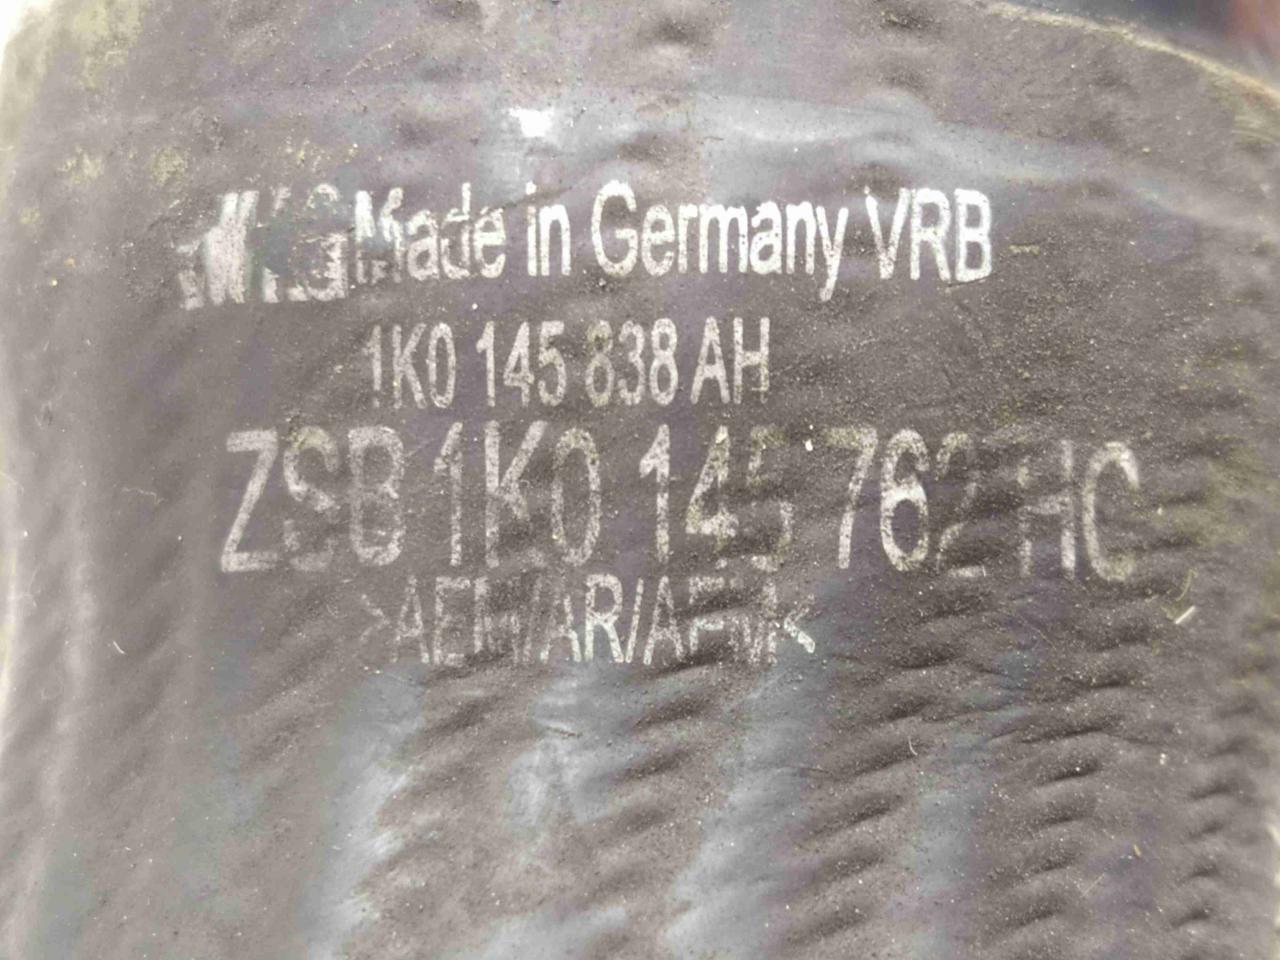 Made in Germany VRB
1K0 145 838 AH
ZSB 1K0 145 762 HC
>AEM/AR/AEM<